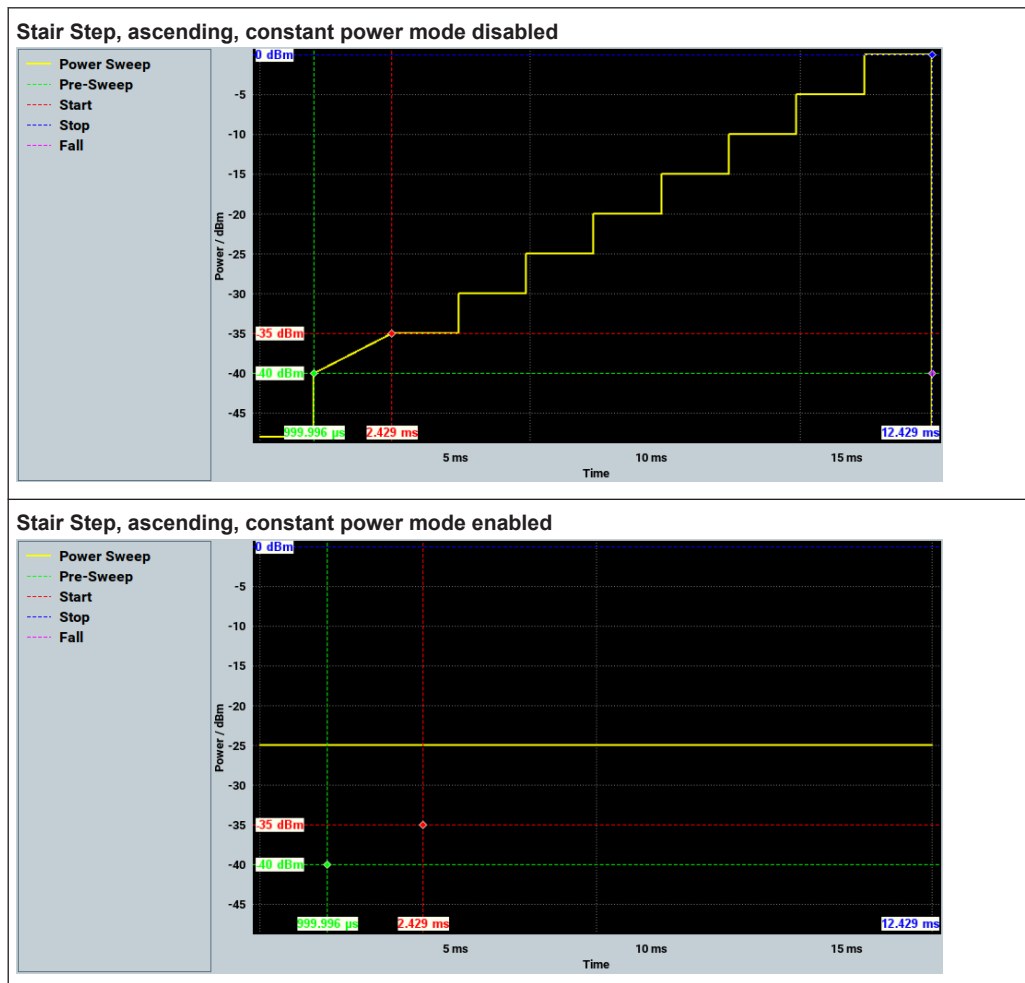 Stair Step, ascending, constant power mode disabled
Power Sweep
Pre-Sweep
Start
Stop
Fall
Power / dBm
0 dBm
-5
-10
-15
-20
-25
-30
-35
-35 dBm
-40
-40 dBm
-45
999.996 µs
2.429 ms
12.429 ms
5 ms
10 ms
15 ms
Time
Stair Step, ascending, constant power mode enabled
Power Sweep
Pre-Sweep
Start
Stop
Fall
Power / dBm
0 dBm
-5
-10
-15
-20
-25
-30
-35
-35 dBm
-40
-40 dBm
-45
999.996 µs
2.429 ms
12.429 ms
5 ms
10 ms
15 ms
Time